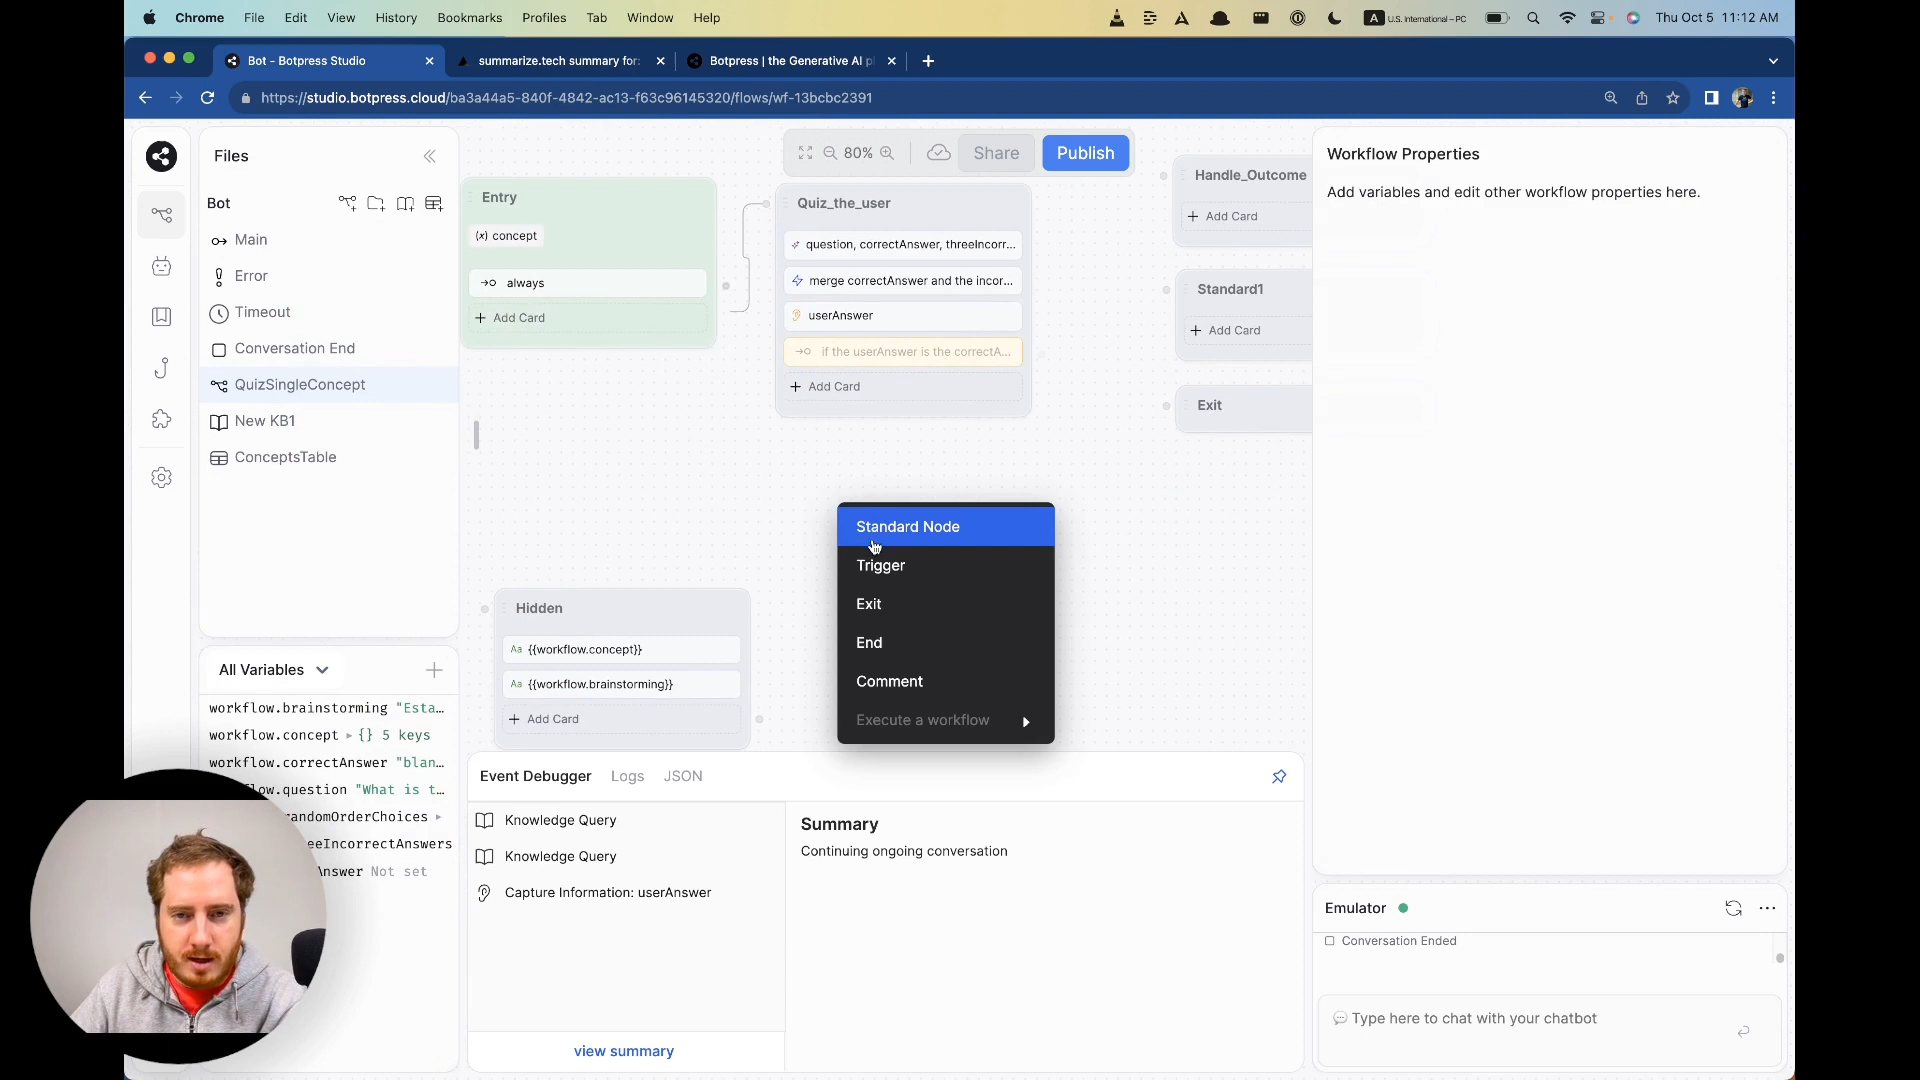 Chrome File Edit View History Bookmarks Profiles Tab Window Help
A U.S. International – PC Thu Oct 5 11:12 AM
Bot - Botpress Studio
summarize.tech summary for:
Botpress | the Generative AI pl
https://studio.botpress.cloud/ba3a44a5-840f-4842-ac13-f63c96145320/flows/wf-13bcbc2391
Files
Bot
Main
Error
Timeout
Conversation End
QuizSingleConcept
New KB1
ConceptsTable
All Variables
workflow.brainstorming "Esta…
workflow.concept {} 5 keys
workflow.correctAnswer "blan…
low.question "What is t…
andomOrderChoices
eeIncorrectAnswers
Answer Not set
80% Share Publish
Entry
(x) concept
always
+ Add Card
Quiz_the_user
question, correctAnswer, threeIncorr...
merge correctAnswer and the incor...
userAnswer
if the userAnswer is the correctA...
+ Add Card
Handle_Outcome
+ Add Card
Standard1
+ Add Card
Exit
Hidden
Aa {{workflow.concept}}
Aa {{workflow.brainstorming}}
+ Add Card
Standard Node
Trigger
Exit
End
Comment
Execute a workflow
Event Debugger Logs JSON
Knowledge Query
Knowledge Query
Capture Information: userAnswer
view summary
Summary
Continuing ongoing conversation
Workflow Properties
Add variables and edit other workflow properties here.
Emulator
Conversation Ended
Type here to chat with your chatbot